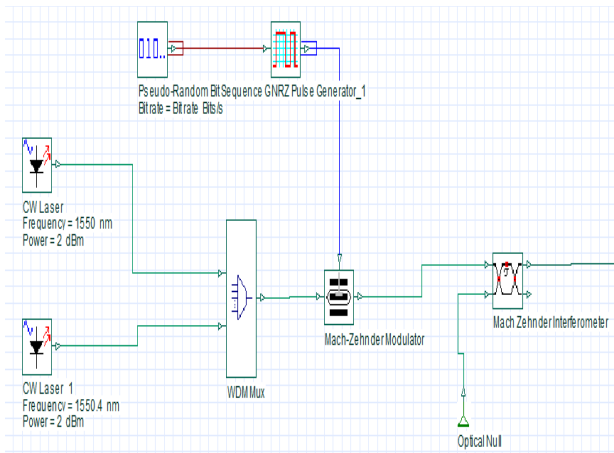 010..
Pseudo-Random Bit Sequence GNRZ Pulse Generator_1
Bitrate = Bitrate Bits/s
CW Laser
Frequency = 1550 nm
Power = 2 dBm
Mach-Zehnder Modulator
Mach Zehnder Interferometer
CW Laser 1
Frequency = 1550.4 nm
Power = 2 dBm
WDM Mux
Optical Null